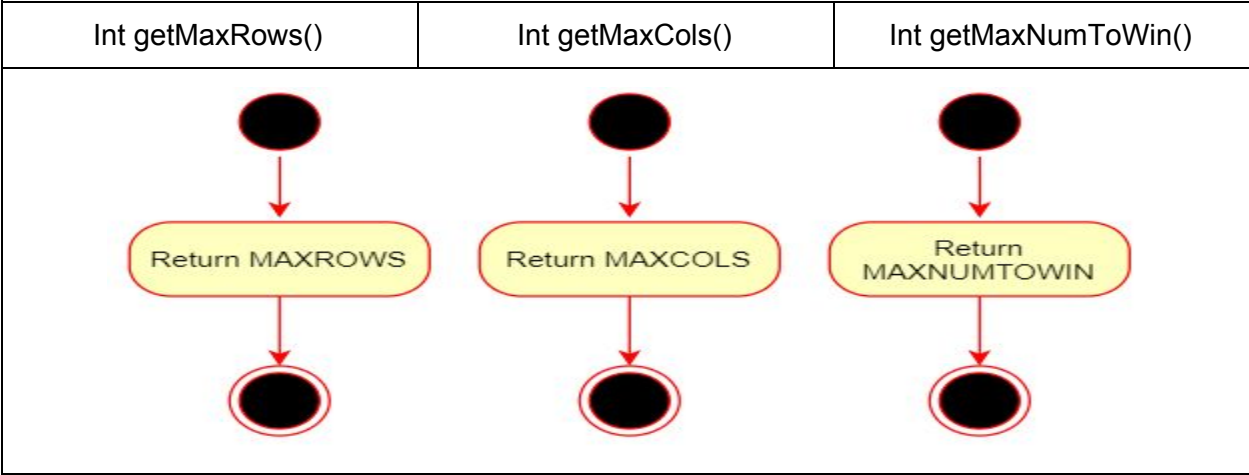 Int getMaxRows()
Int getMaxCols()
Int getMaxNumToWin()
Return MAXROWS
Return MAXCOLS
Return
MAXNUMTOWIN